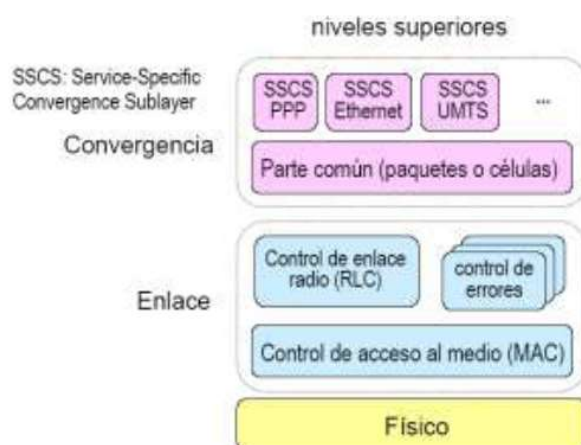 niveles superiores
SSCS: Service-Specific
Convergence Sublayer
SSCS
PPP
SSCS
Ethernet
SSCS
UMTS
...
Convergencia
Parte común (paquetes o células)
Enlace
Control de enlace
radio (RLC)
control de
errores
Control de acceso al medio (MAC)
Físico